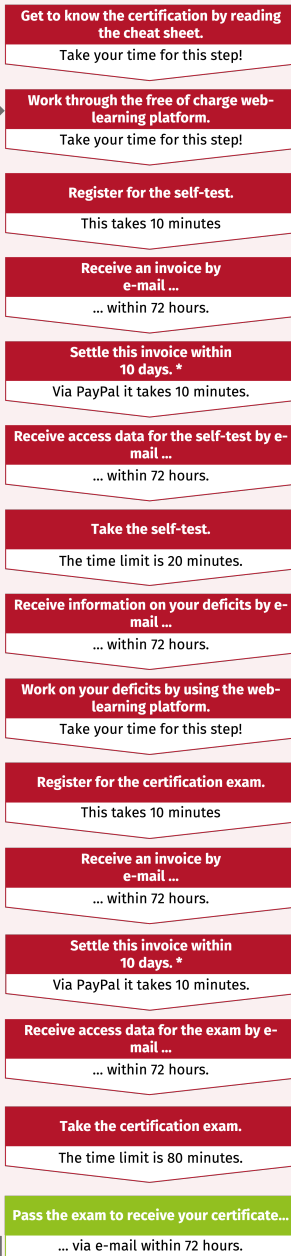 Get to know the certification by reading
the cheat sheet.
Take your time for this step!
Work through the free of charge web-
learning platform.
Take your time for this step!
Register for the self-test.
This takes 10 minutes
Receive an invoice by
e-mail ...
... within 72 hours.
Settle this invoice within
10 days. *
Via PayPal it takes 10 minutes.
Receive access data for the self-test by e-
mail ...
... within 72 hours.
Take the self-test.
The time limit is 20 minutes.
Receive information on your deficits by e-
mail ...
... within 72 hours.
Work on your deficits by using the web-
learning platform.
Take your time for this step!
Register for the certification exam.
This takes 10 minutes
Receive an invoice by
e-mail ...
... within 72 hours.
Settle this invoice within
10 days. *
Via PayPal it takes 10 minutes.
Receive access data for the exam by e-
mail ...
... within 72 hours.
Take the certification exam.
The time limit is 80 minutes.
Pass the exam to receive your certificate...
... via e-mail within 72 hours.